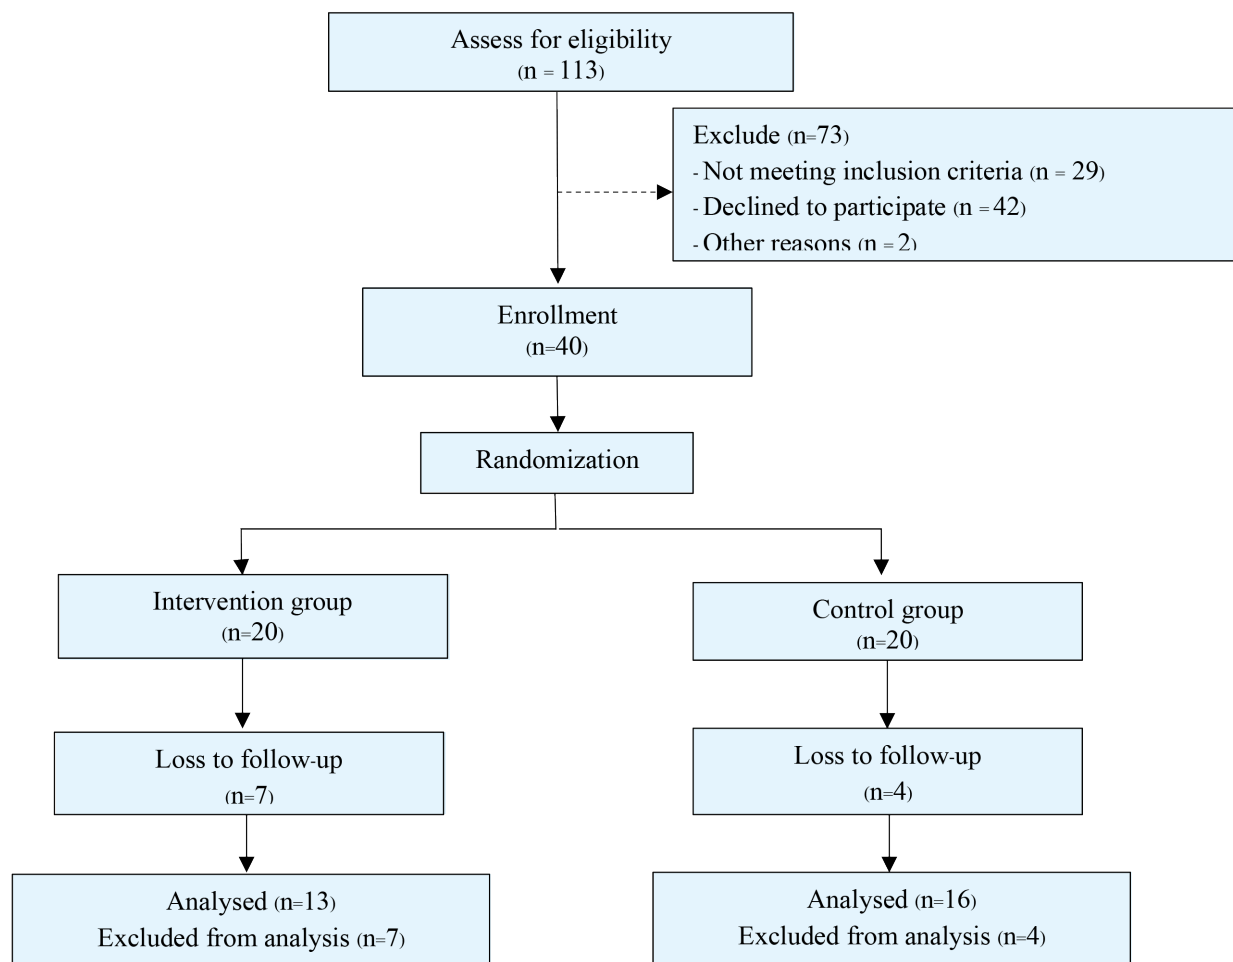 Assess for eligibility
(n = 113)
Exclude (n=73)
- Not meeting inclusion criteria (n = 29)
- Declined to participate (n = 42)
- Other reasons (n = 2)
Enrollment
(n=40)
Randomization
Intervention group
(n=20)
Control group
(n=20)
Loss to follow-up
(n=7)
Loss to follow-up
(n=4)
Analysed (n=13)
Excluded from analysis (n=7)
Analysed (n=16)
Excluded from analysis (n=4)